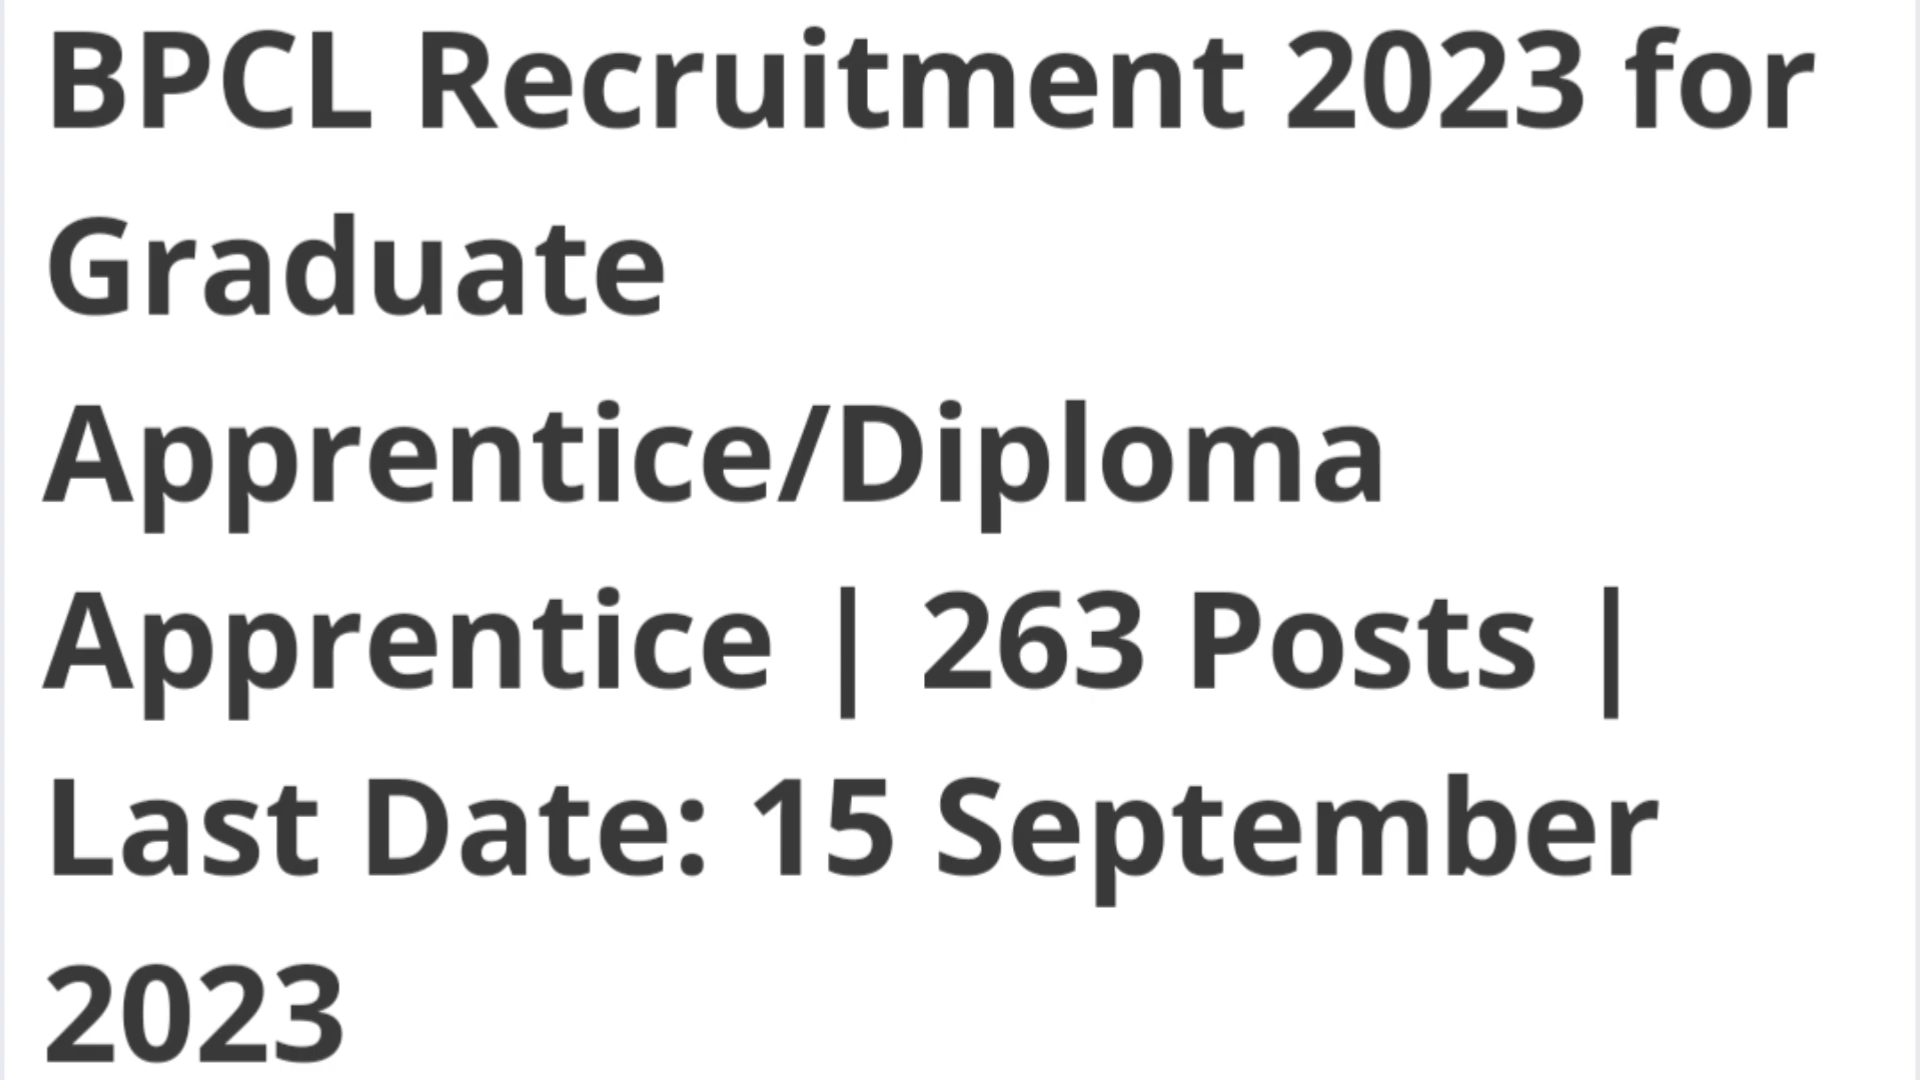 BPCL Recruitment 2023 for
Graduate
Apprentice/Diploma
Apprentice | 263 Posts |
Last Date: 15 September
2023